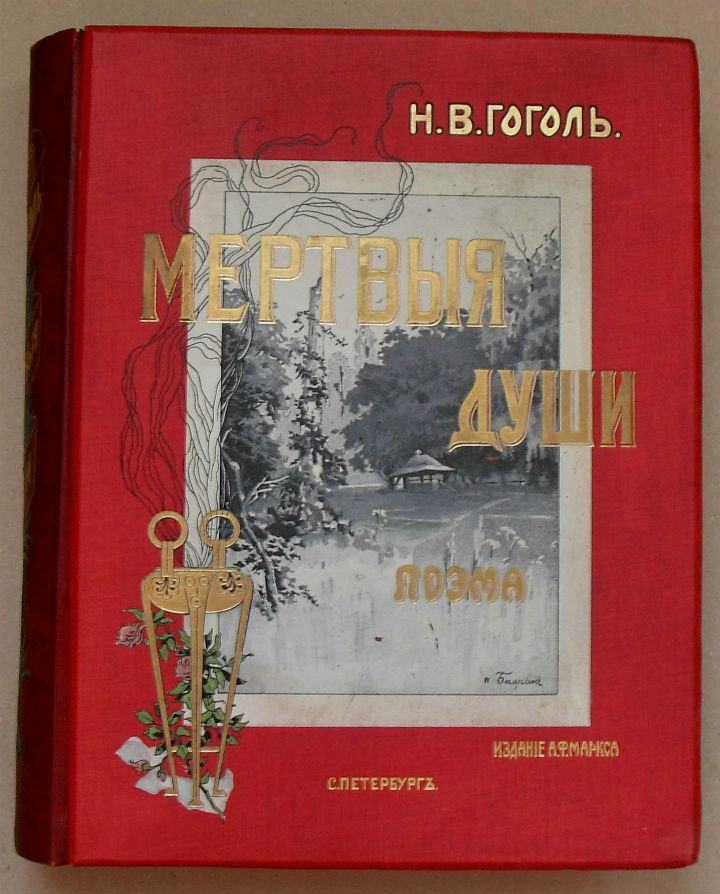 Н.В.ГОГОЛЬ.
МЕРТВЫЯ
ДУШИ
ПОЭМА
ИЗДАНІЕ А.Ф.МАРКСА
С.ПЕТЕРБУРГЪ.